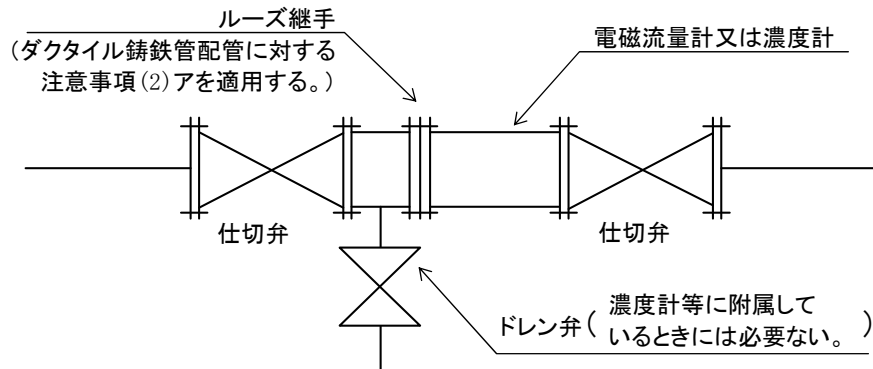 ルーズ継手
(ダクタイル鋳鉄管配管に対する
注意事項(2)アを適用する。)
電磁流量計又は濃度計
仕切弁
仕切弁
ドレン弁(濃度計等に附属して
いるときには必要ない。)